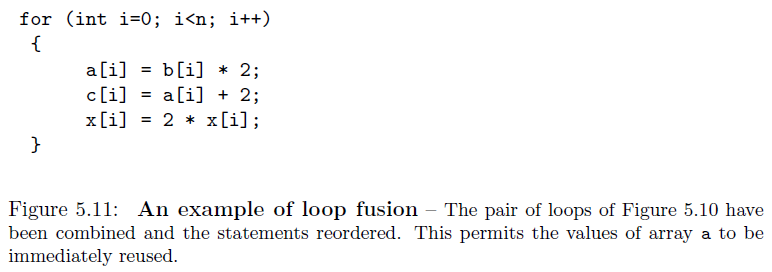 for (int i=0; i<n; i++)
{
a[i] = b[i] * 2;
c[i] = a[i] + 2;
x[i] = 2 * x[i];
}
Figure 5.11: An example of loop fusion – The pair of loops of Figure 5.10 have
been combined and the statements reordered. This permits the values of array a to be
immediately reused.